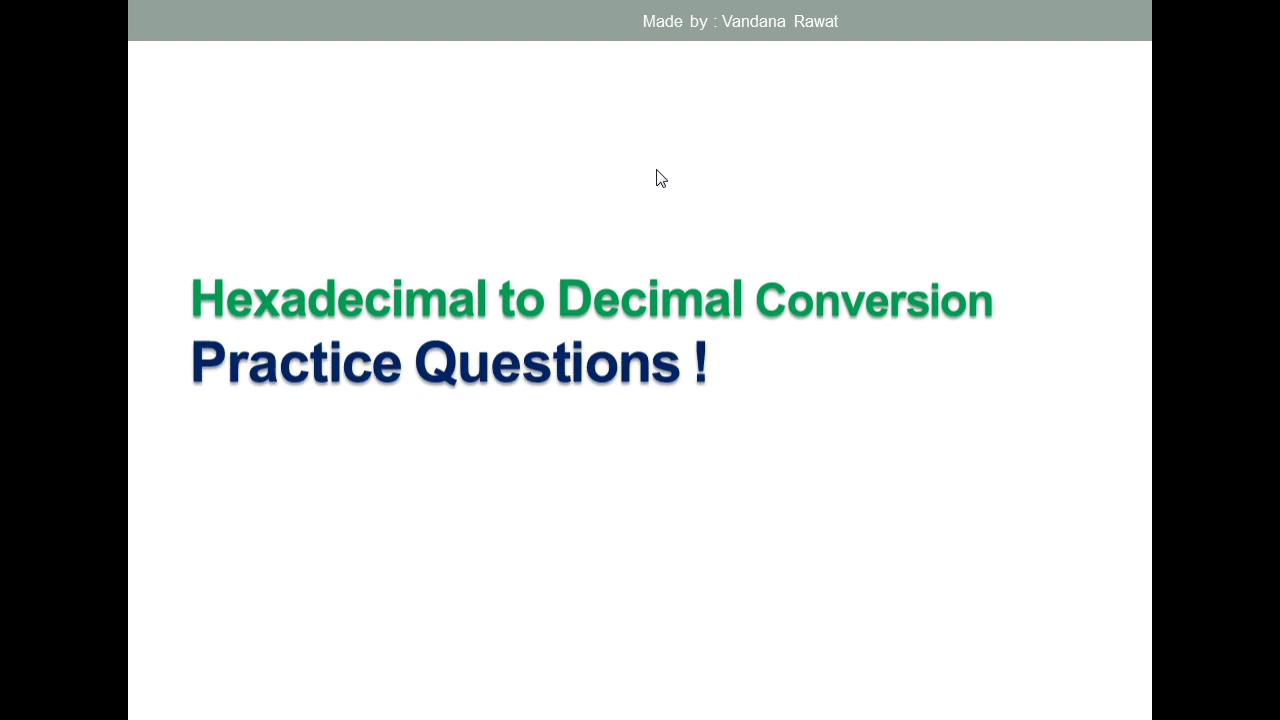 Made by : Vandana Rawat
Hexadecimal to Decimal Conversion
Practice Questions !